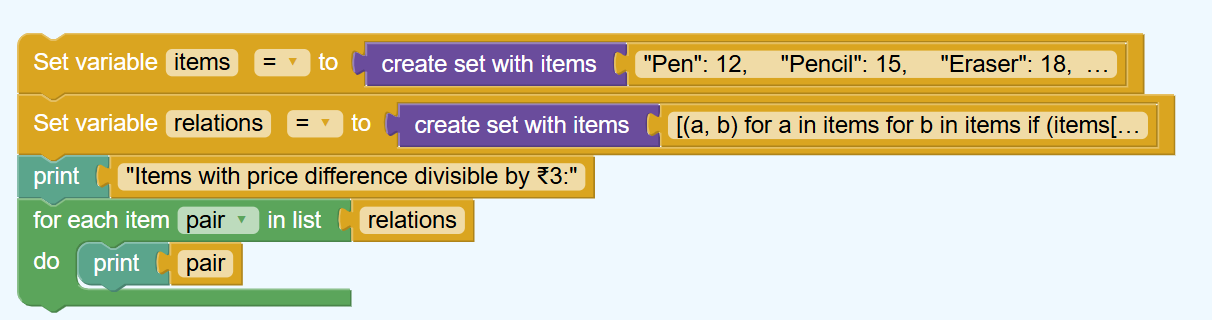 Set variable items = to create set with items "Pen": 12, "Pencil": 15, "Eraser": 18, ...
Set variable relations = to create set with items [(a, b) for a in items for b in items if (items[...
print "Items with price difference divisible by ₹3:"
for each item pair in list relations
do print pair